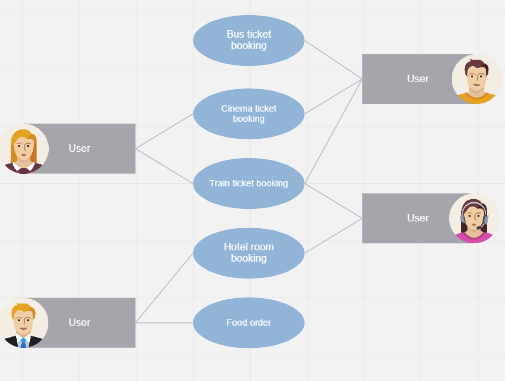 Bus ticket
booking
User
Cinema ticket
booking
User
Train ticket booking
User
Hotel room
booking
User
Food order